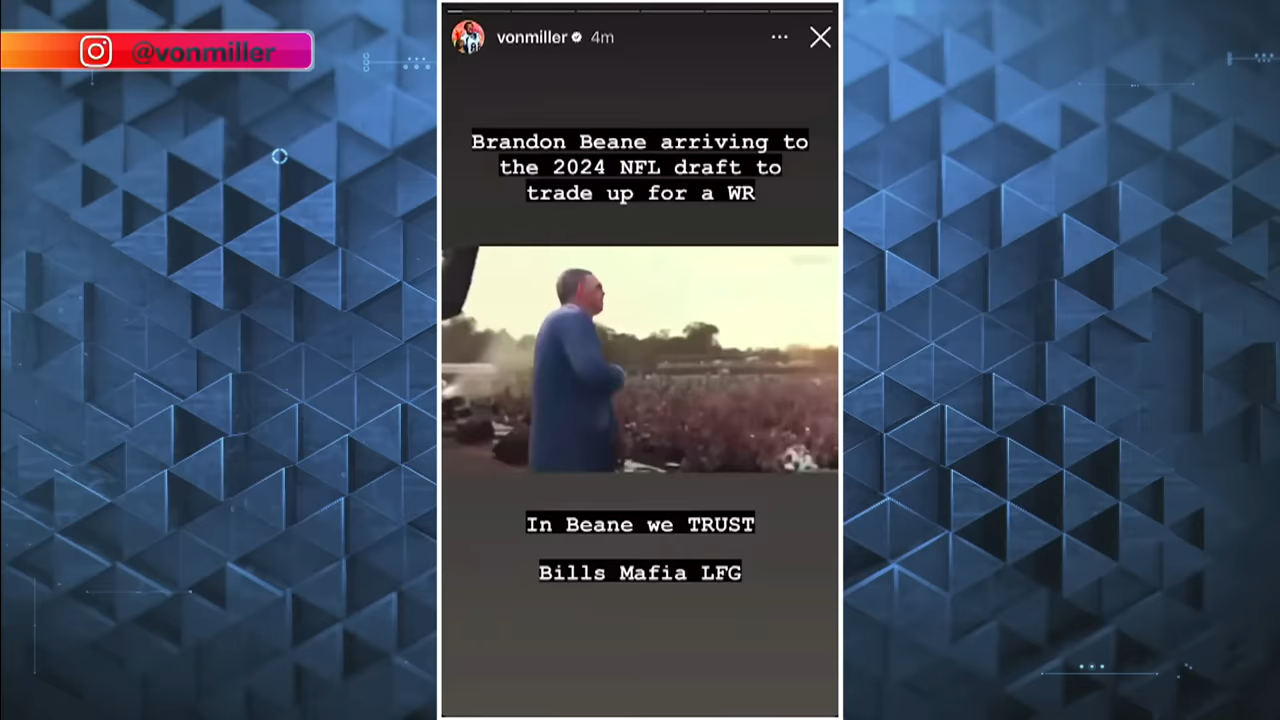 @vonmiller
vonmiller 4m
Brandon Beane arriving to
the 2024 NFL draft to
trade up for a WR
In Beane we TRUST
Bills Mafia LFG